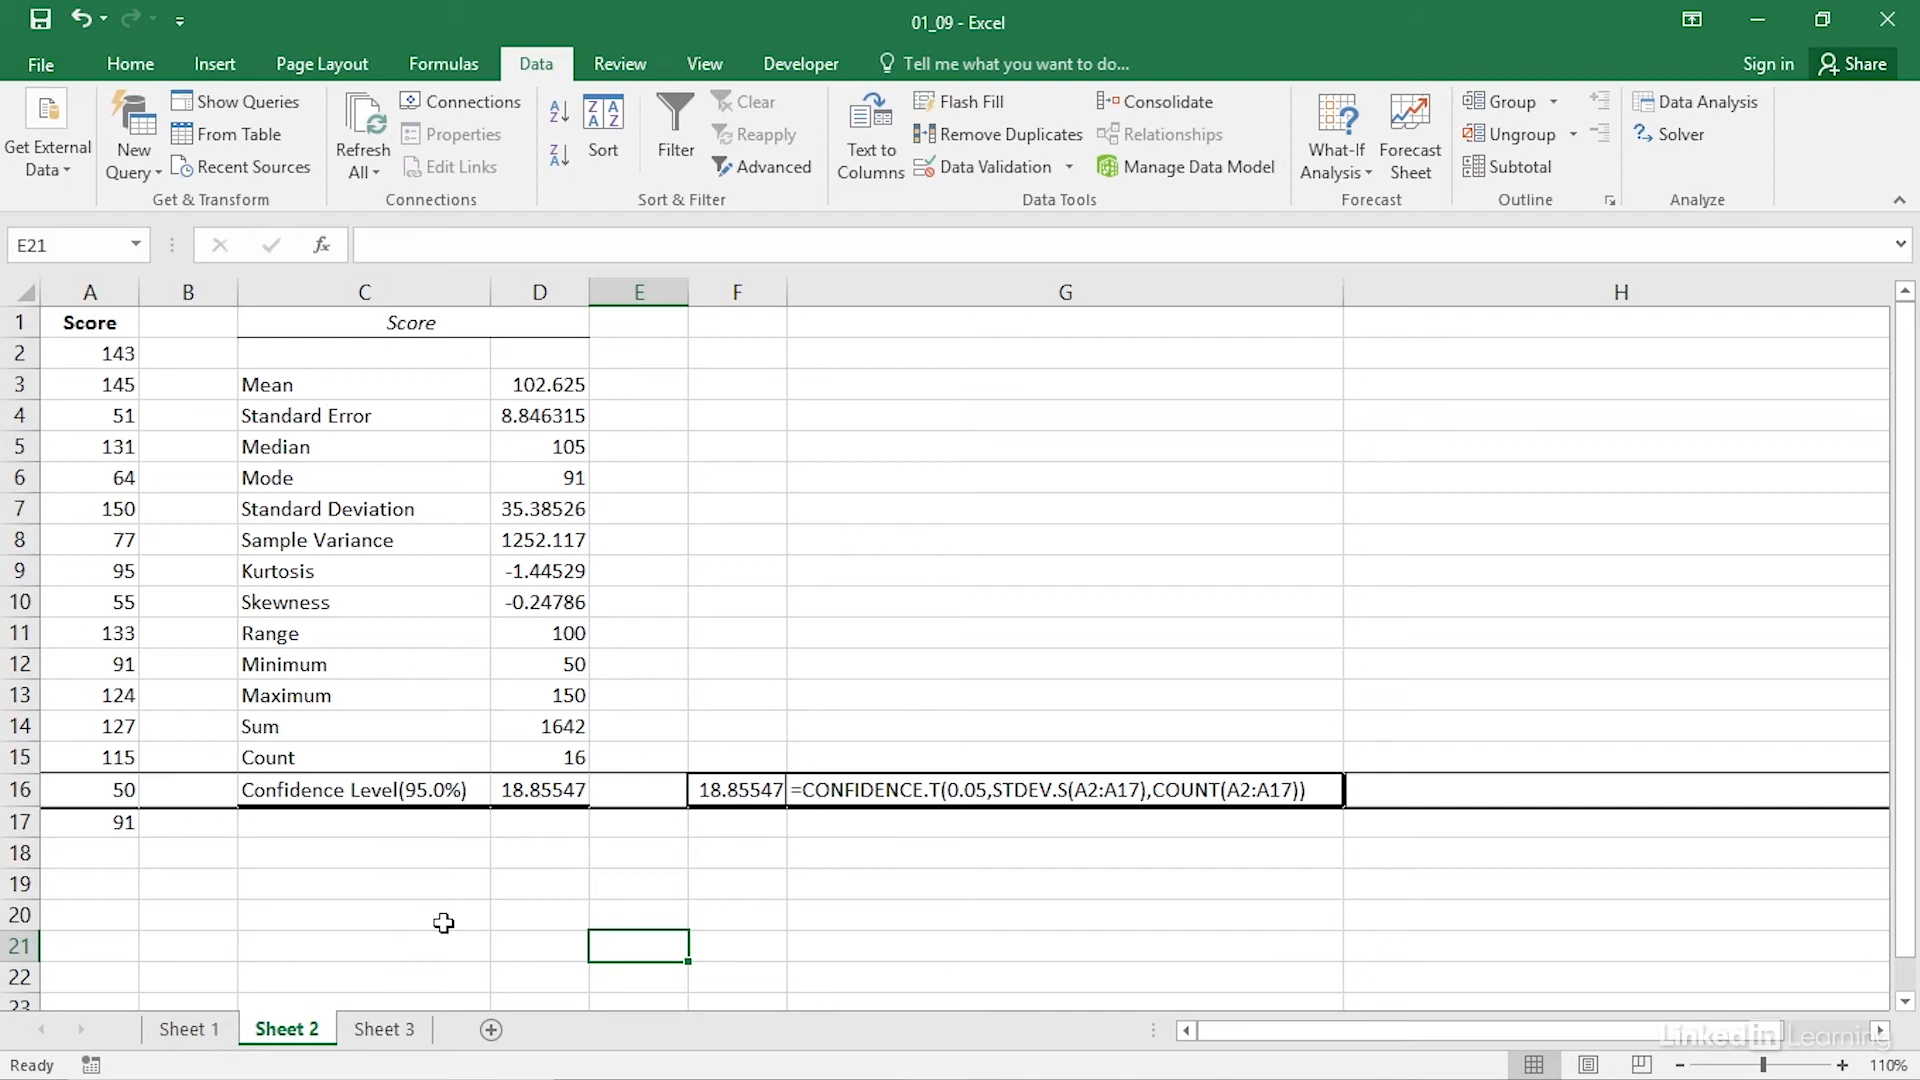 01_09 - Excel
File Home Insert Page Layout Formulas Data Review View Developer Tell me what you want to do... Sign in Share
Get External Data
New Query
Show Queries
From Table
Recent Sources
Get & Transform
Refresh All
Connections
Properties
Edit Links
Connections
Sort
Filter
Clear
Reapply
Advanced
Sort & Filter
Text to Columns
Flash Fill
Remove Duplicates
Data Validation
Consolidate
Relationships
Manage Data Model
Data Tools
What-If Analysis
Forecast Sheet
Forecast
Group
Ungroup
Subtotal
Outline
Data Analysis
Solver
Analyze
E21 fx
A B C D E F G H
1 Score Score
2 143
3 145 Mean 102.625
4 51 Standard Error 8.846315
5 131 Median 105
6 64 Mode 91
7 150 Standard Deviation 35.38526
8 77 Sample Variance 1252.117
9 95 Kurtosis -1.44529
10 55 Skewness -0.24786
11 133 Range 100
12 91 Minimum 50
13 124 Maximum 150
14 127 Sum 1642
15 115 Count 16
16 50 Confidence Level(95.0%) 18.85547 18.85547 =CONFIDENCE.T(0.05,STDEV.S(A2:A17),COUNT(A2:A17))
17 91
18
19
20
21
22
23
Sheet 1 Sheet 2 Sheet 3
LinkedIn Learning
Ready 110%